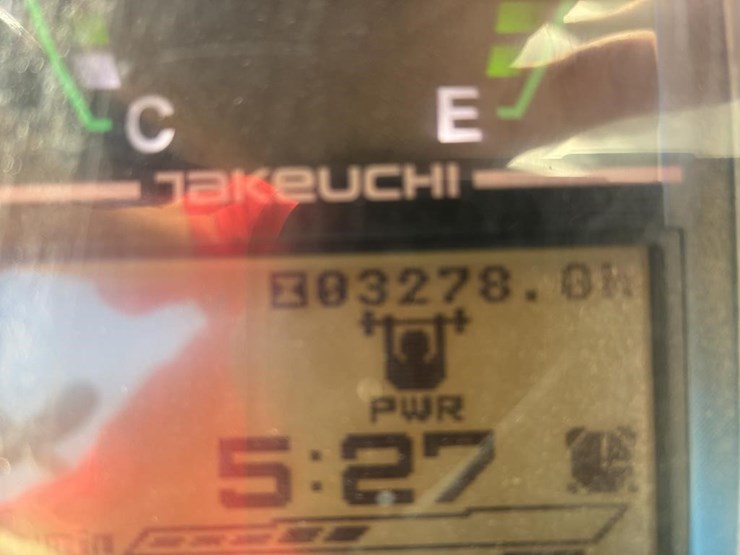 C E
TAKEUCHI
03278.0h
PWR
5:27